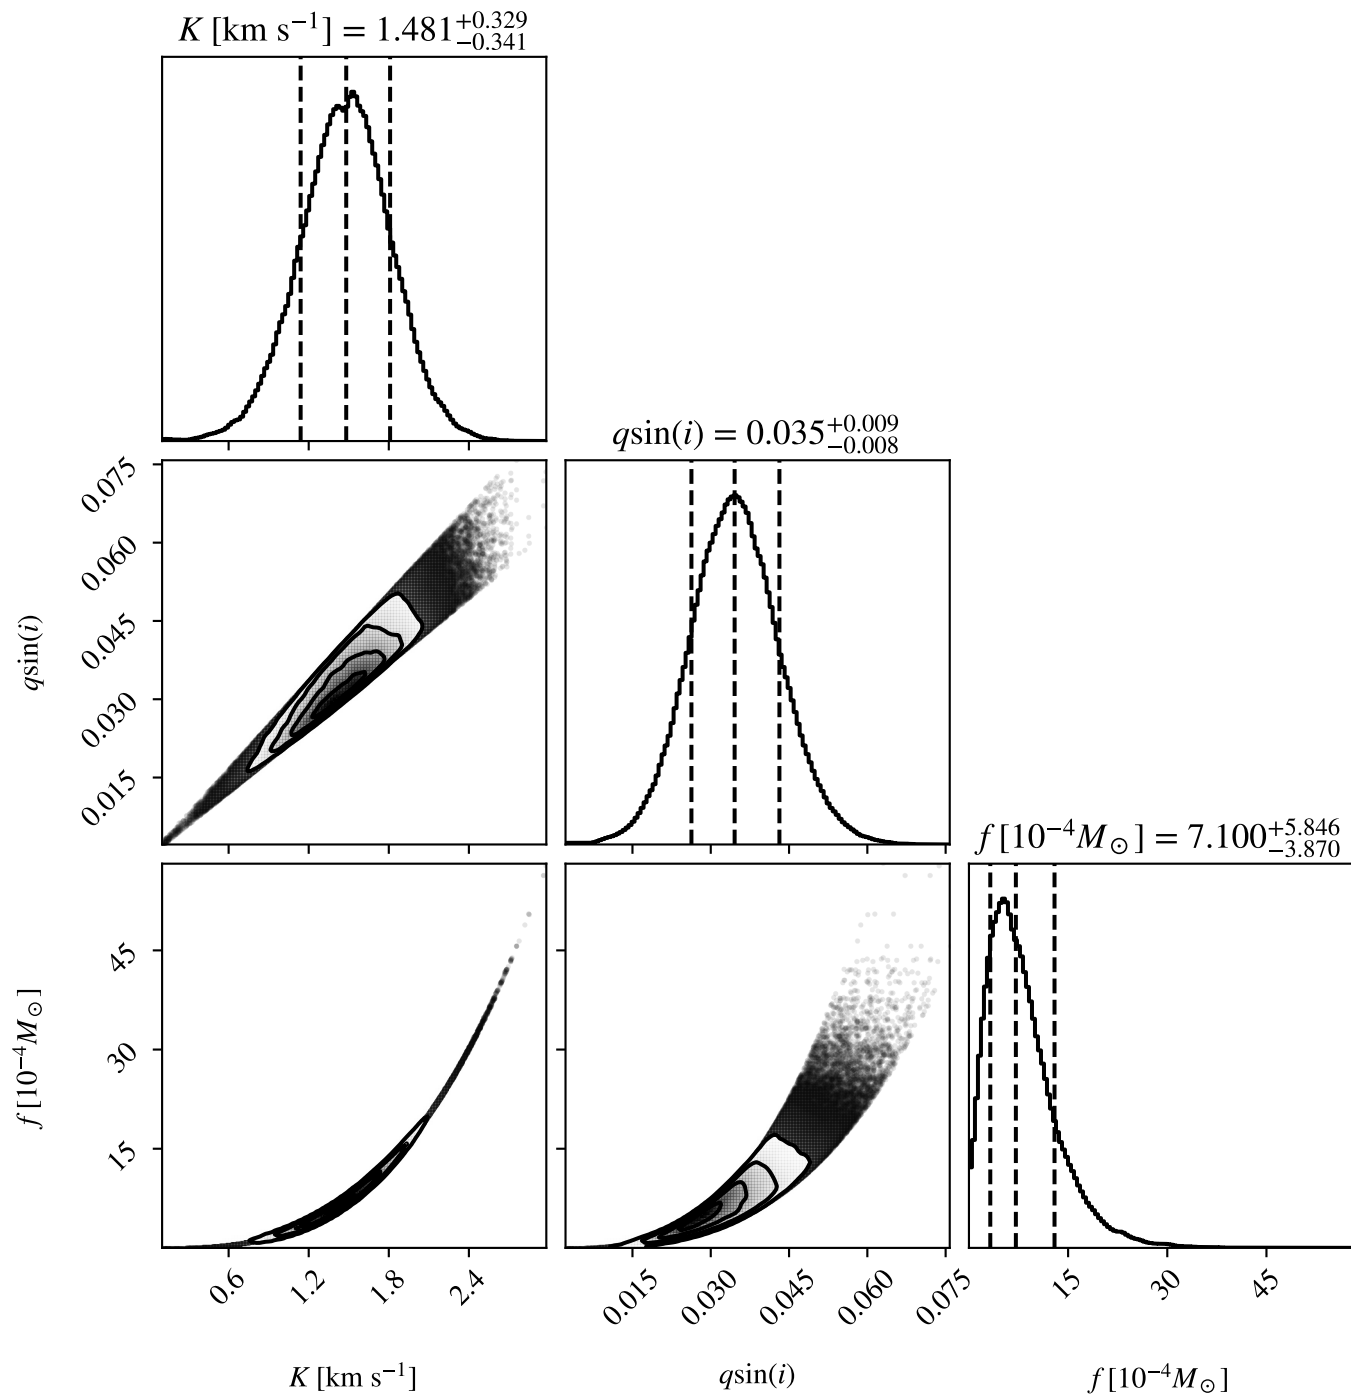 K [km s⁻¹] = 1.481 +0.329 −0.341
qsin(i) = 0.035 +0.009 −0.008
0.075
0.060
0.045
0.030
0.015
qsin(i)
f [10⁻⁴M⊙] = 7.100 +5.846 −3.870
45
30
15
f [10⁻⁴M⊙]
0.6 1.2 1.8 2.4
0.015 0.030 0.045 0.060 0.075
15 30 45
K [km s⁻¹]
qsin(i)
f [10⁻⁴M⊙]